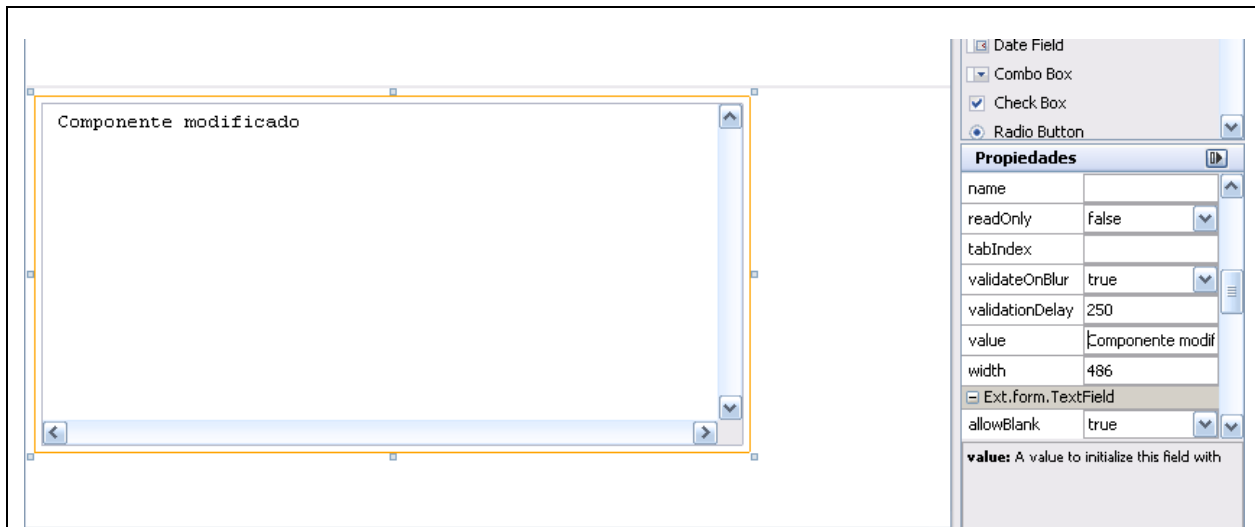 Componente modificado
Date Field
Combo Box
Check Box
Radio Button
Propiedades
name
readOnly false
tabIndex
validateOnBlur true
validationDelay 250
value Componente modif
width 486
Ext.form.TextField
allowBlank true
value: A value to initialize this field with